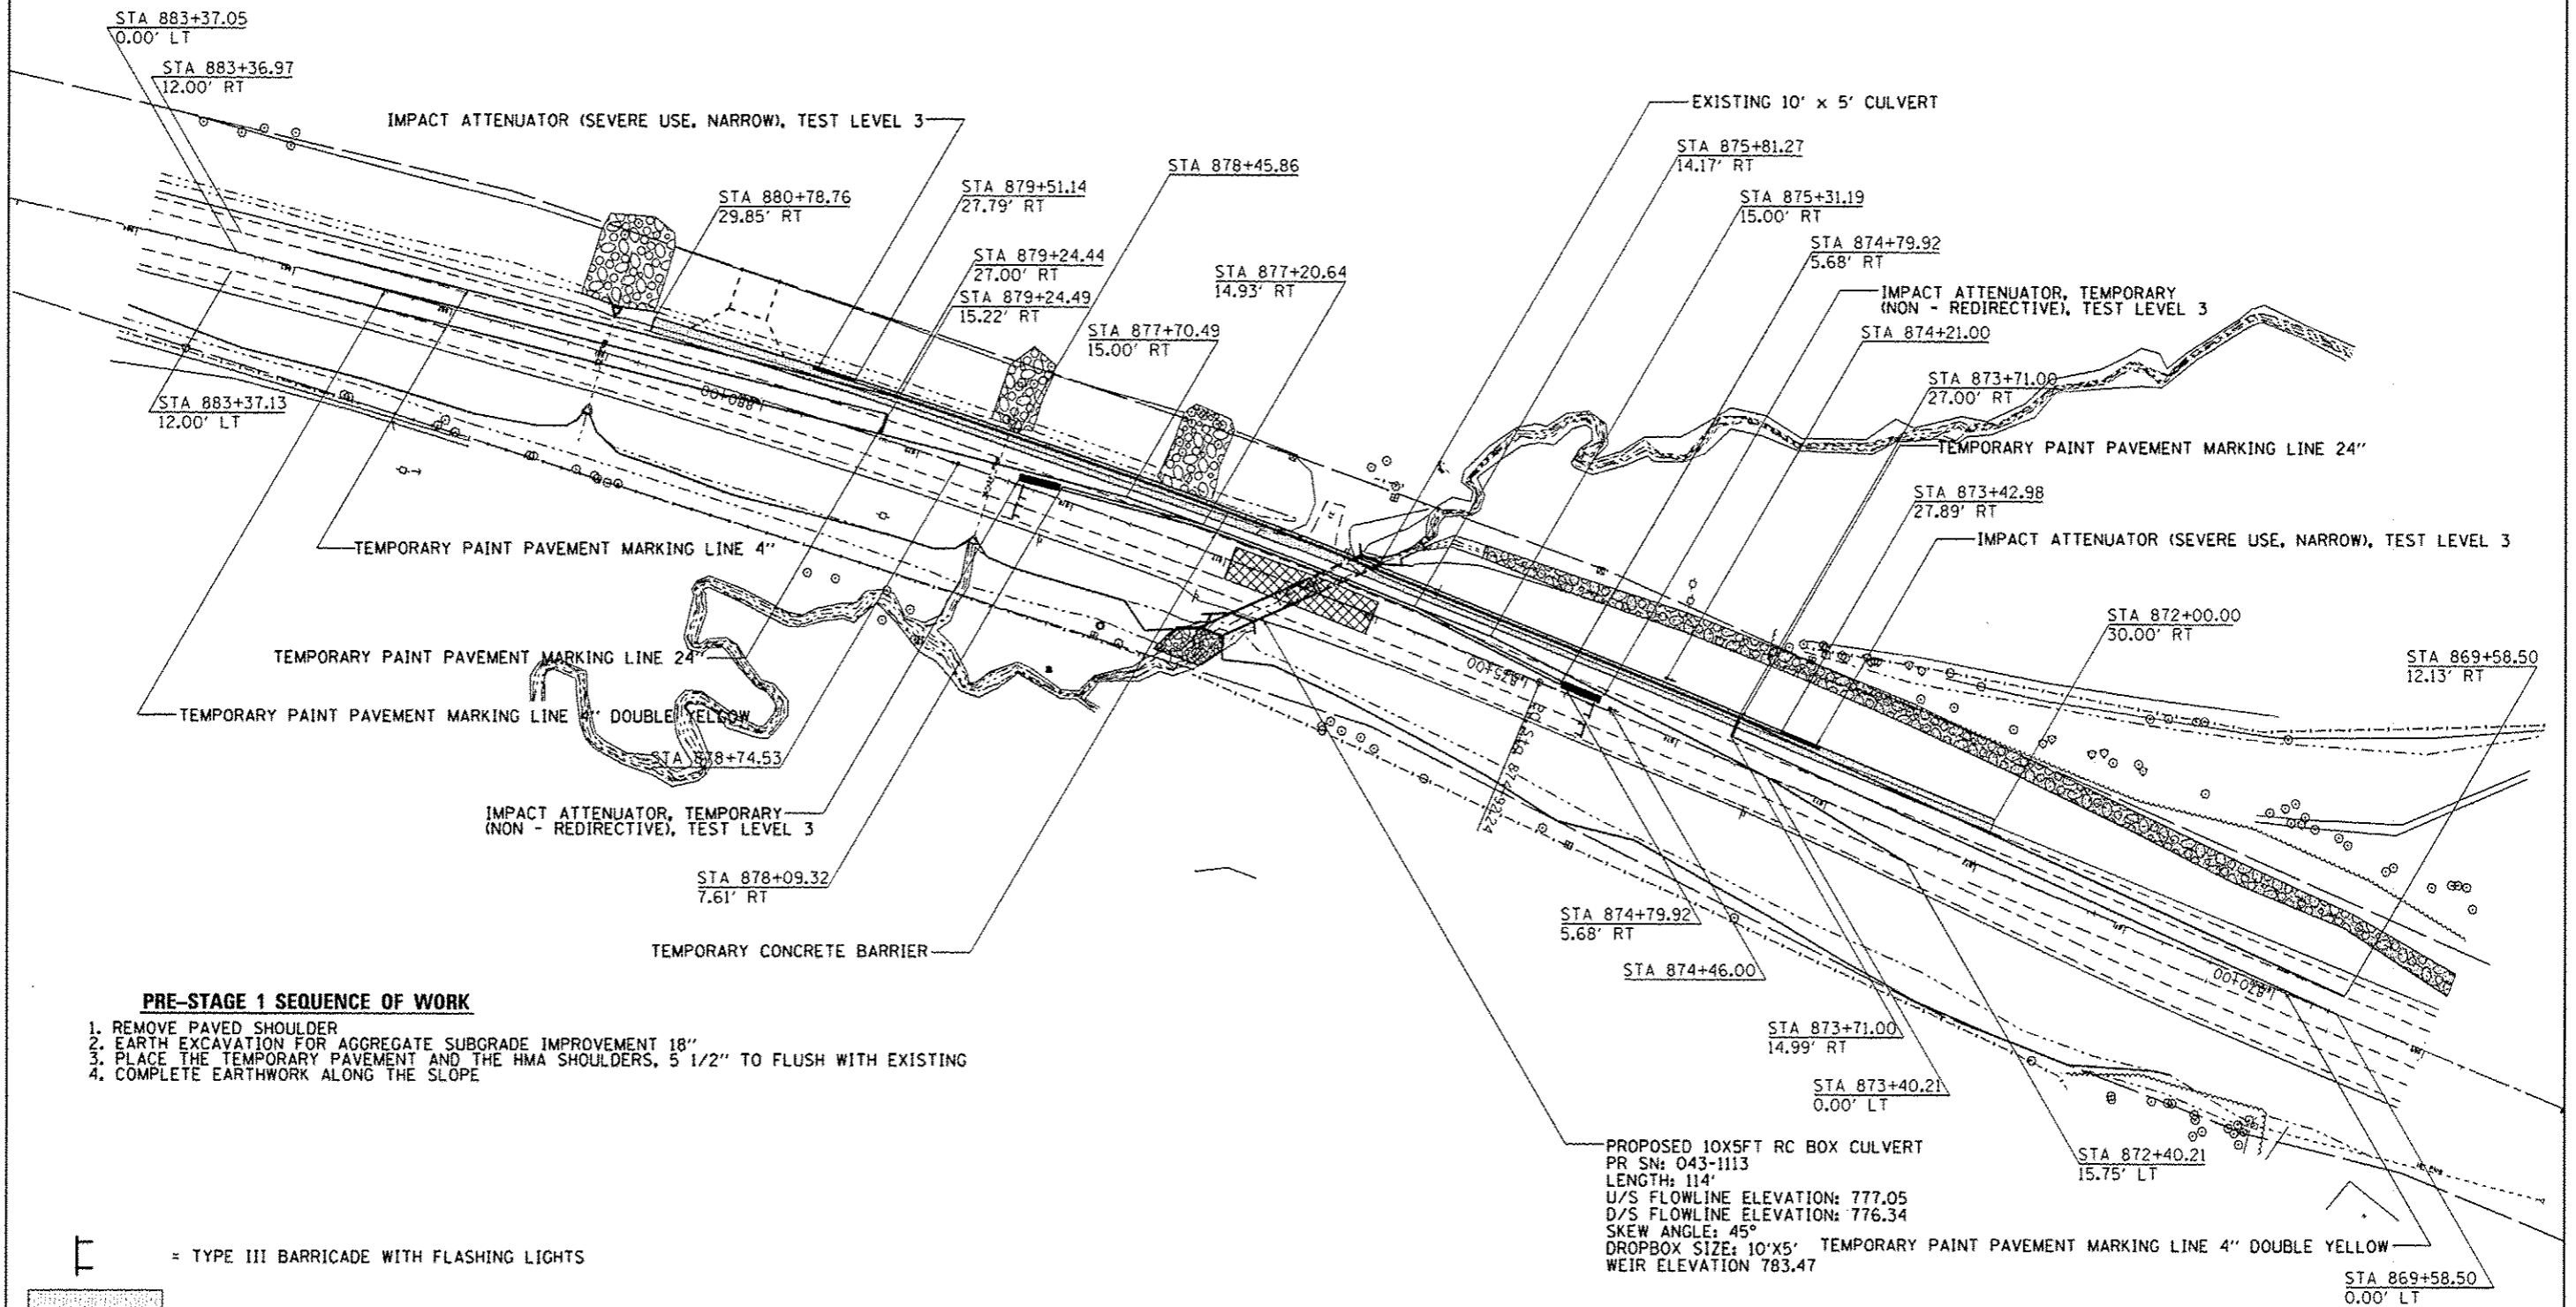 STA 883+37.05
0.00' LT
STA 883+36.97
12.00' RT
IMPACT ATTENUATOR (SEVERE USE, NARROW), TEST LEVEL 3
EXISTING 10' x 5' CULVERT
STA 875+81.27
14.17' RT
STA 878+45.86
STA 880+78.76
29.85' RT
STA 879+51.14
27.79' RT
STA 875+31.19
15.00' RT
STA 879+24.44
27.00' RT
STA 874+79.92
5.68' RT
STA 877+20.64
14.93' RT
STA 879+24.49
15.22' RT
IMPACT ATTENUATOR, TEMPORARY
(NON - REDIRECTIVE), TEST LEVEL 3
STA 877+70.49
15.00' RT
STA 874+21.00
STA 873+71.00
27.00' RT
STA 883+37.13
12.00' LT
880+00
TEMPORARY PAINT PAVEMENT MARKING LINE 24"
STA 873+42.98
27.89' RT
IMPACT ATTENUATOR (SEVERE USE, NARROW), TEST LEVEL 3
TEMPORARY PAINT PAVEMENT MARKING LINE 4"
STA 872+00.00
30.00' RT
TEMPORARY PAINT PAVEMENT MARKING LINE 24"
875+00
STA 869+58.50
12.13' RT
TEMPORARY PAINT PAVEMENT MARKING LINE 4" DOUBLE YELLOW
STA 878+74.53
PC Sta 874+92.24
IMPACT ATTENUATOR, TEMPORARY
(NON - REDIRECTIVE), TEST LEVEL 3
STA 878+09.32
7.61' RT
STA 874+79.92
5.68' RT
TEMPORARY CONCRETE BARRIER
STA 874+46.00
870+00
PRE-STAGE 1 SEQUENCE OF WORK
1. REMOVE PAVED SHOULDER
2. EARTH EXCAVATION FOR AGGREGATE SUBGRADE IMPROVEMENT 18"
3. PLACE THE TEMPORARY PAVEMENT AND THE HMA SHOULDERS, 5 1/2" TO FLUSH WITH EXISTING
4. COMPLETE EARTHWORK ALONG THE SLOPE
STA 873+71.00
14.99' RT
STA 873+40.21
0.00' LT
STA 872+40.21
15.75' LT
PROPOSED 10X5FT RC BOX CULVERT
PR SN: 043-1113
LENGTH: 114'
U/S FLOWLINE ELEVATION: 777.05
D/S FLOWLINE ELEVATION: 776.34
SKEW ANGLE: 45°
DROPBOX SIZE: 10'X5'
WEIR ELEVATION 783.47
TEMPORARY PAINT PAVEMENT MARKING LINE 4" DOUBLE YELLOW
STA 869+58.50
0.00' LT
= TYPE III BARRICADE WITH FLASHING LIGHTS